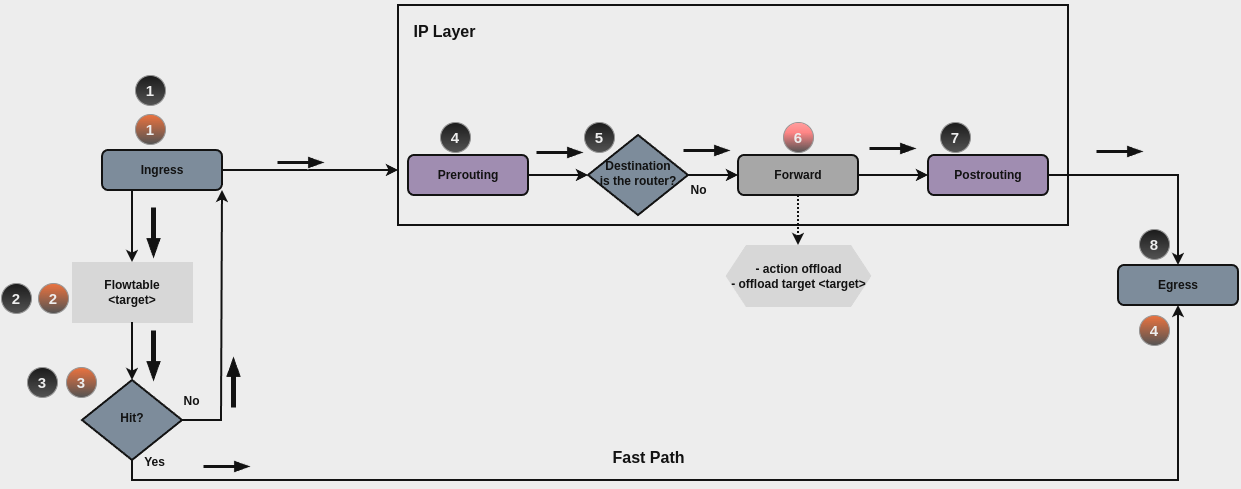 IP Layer
1
1
Ingress
4
Prerouting
5
Destination
is the router?
No
6
Forward
7
Postrouting
- action offload
- offload target <target>
8
Egress
4
2
2
Flowtable
<target>
3
3
Hit?
No
Yes
Fast Path